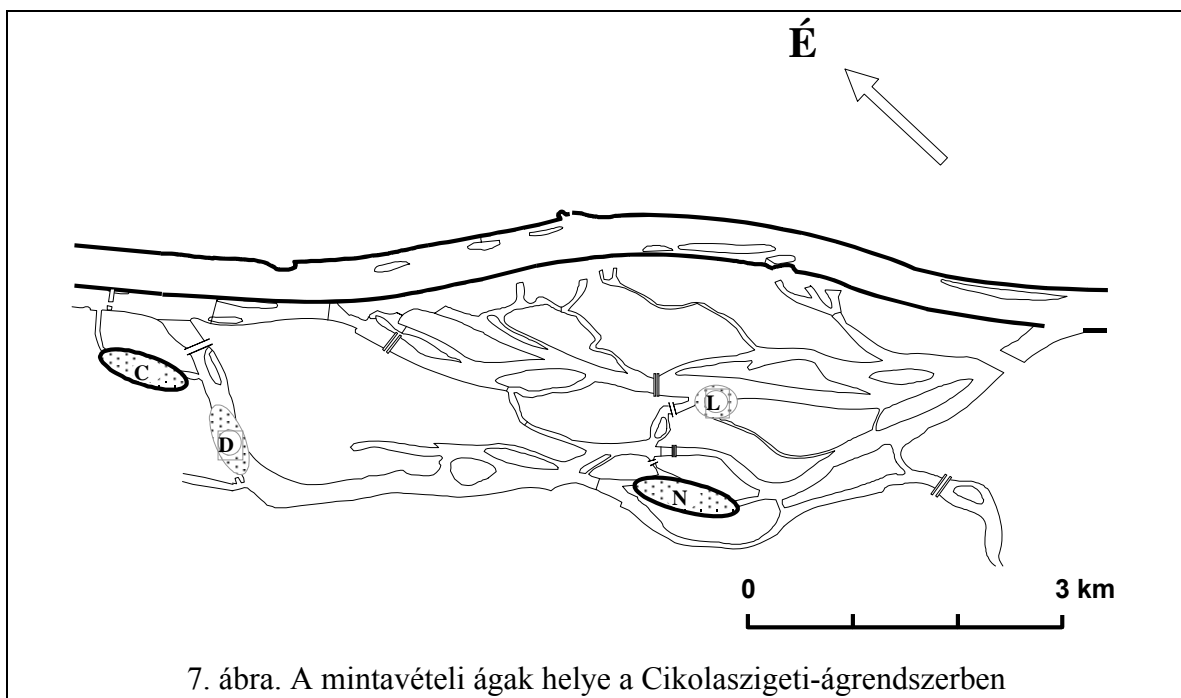 É
C
D
L
N
0 3 km
7. ábra. A mintavételi ágak helye a Cikolaszigeti-ágrendszerben